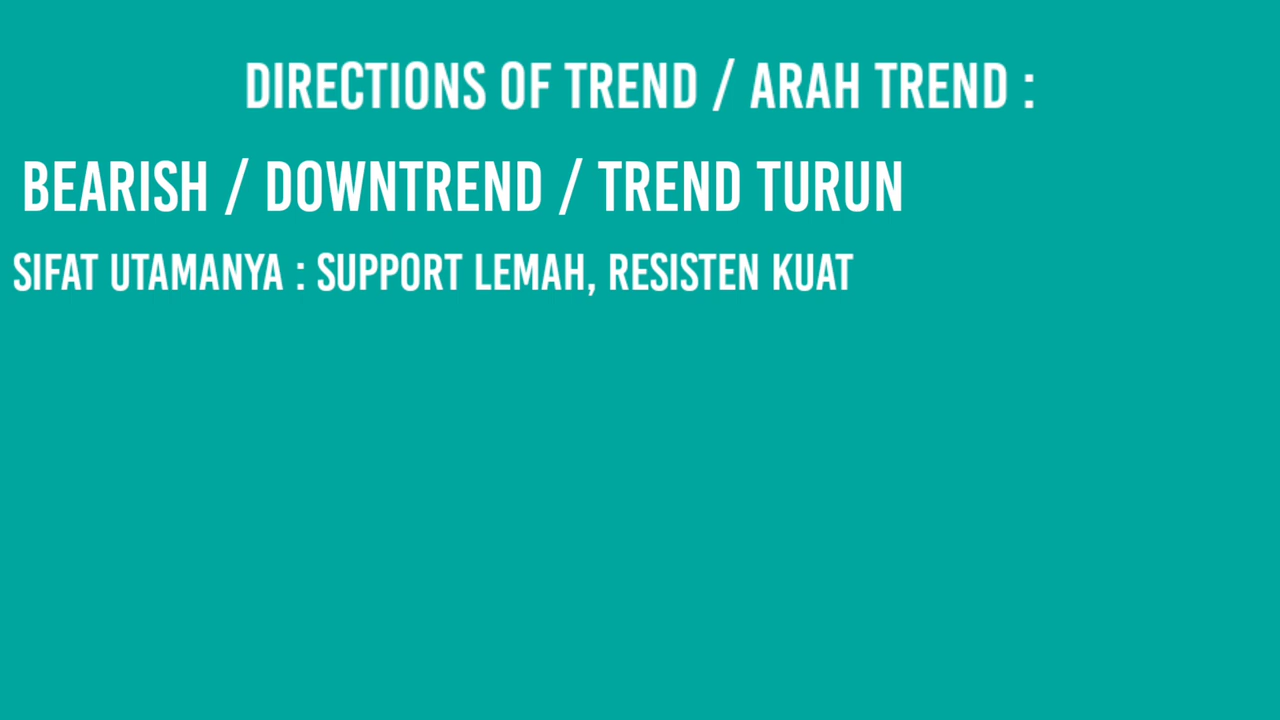 DIRECTIONS OF TREND / ARAH TREND :
BEARISH / DOWNTREND / TREND TURUN
SIFAT UTAMANYA : SUPPORT LEMAH, RESISTEN KUAT